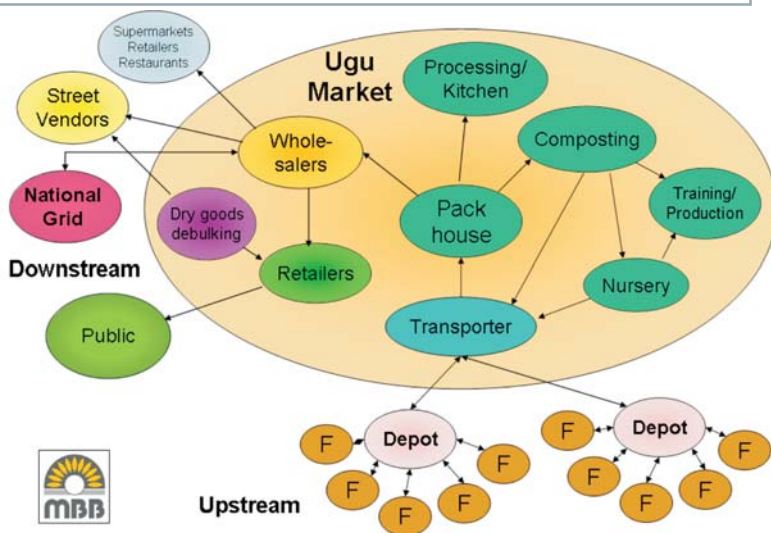 Supermarkets
Retailers
Restaurants
Ugu
Market
Processing/
Kitchen
Street
Vendors
Whole-
salers
Composting
National
Grid
Dry goods
debulking
Pack
house
Training/
Production
Downstream
Retailers
Nursery
Public
Transporter
Depot
F
F
F
F
F
Depot
F
F
F
F
F
Upstream
MBB